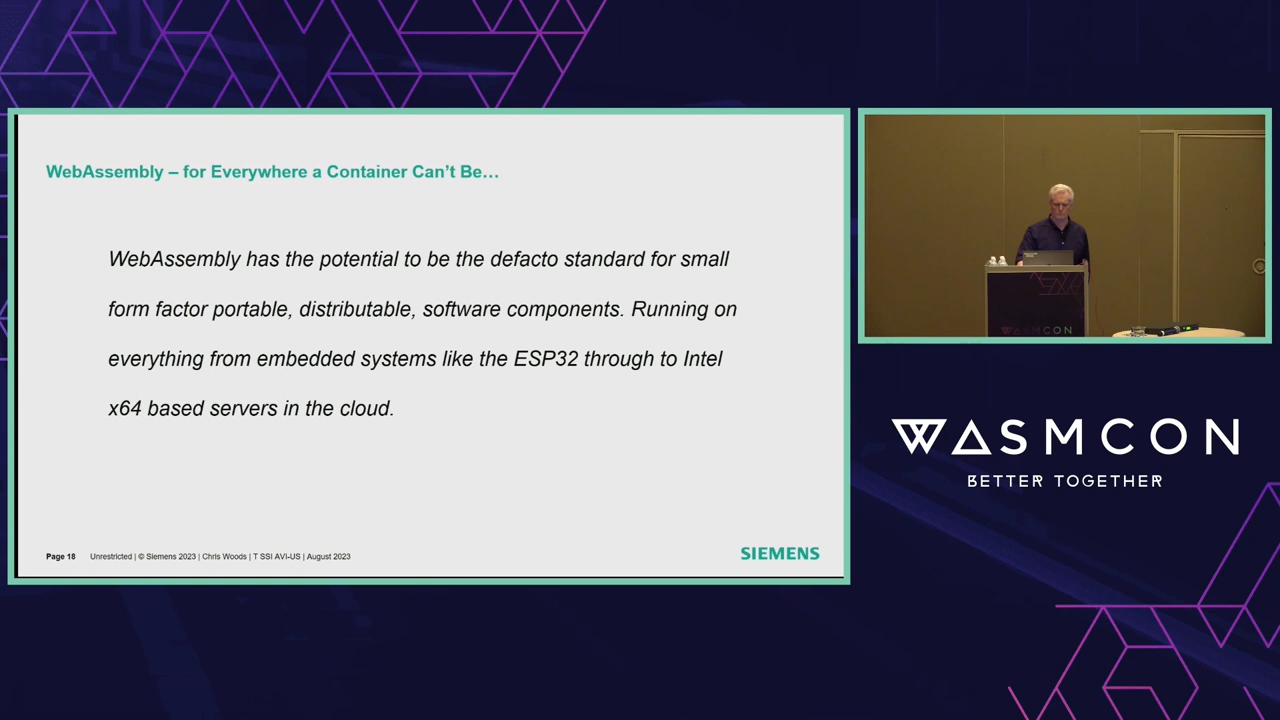 WebAssembly – for Everywhere a Container Can't Be…
WebAssembly has the potential to be the defacto standard for small
form factor portable, distributable, software components. Running on
everything from embedded systems like the ESP32 through to Intel
x64 based servers in the cloud.
Page 18 Unrestricted | © Siemens 2023 | Chris Woods | T SSI AVI-US | August 2023
SIEMENS
WASMCON
WASMCON
BETTER TOGETHER